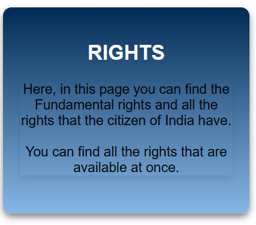 RIGHTS
Here, in this page you can find the
Fundamental rights and all the
rights that the citizen of India have.
You can find all the rights that are
available at once.